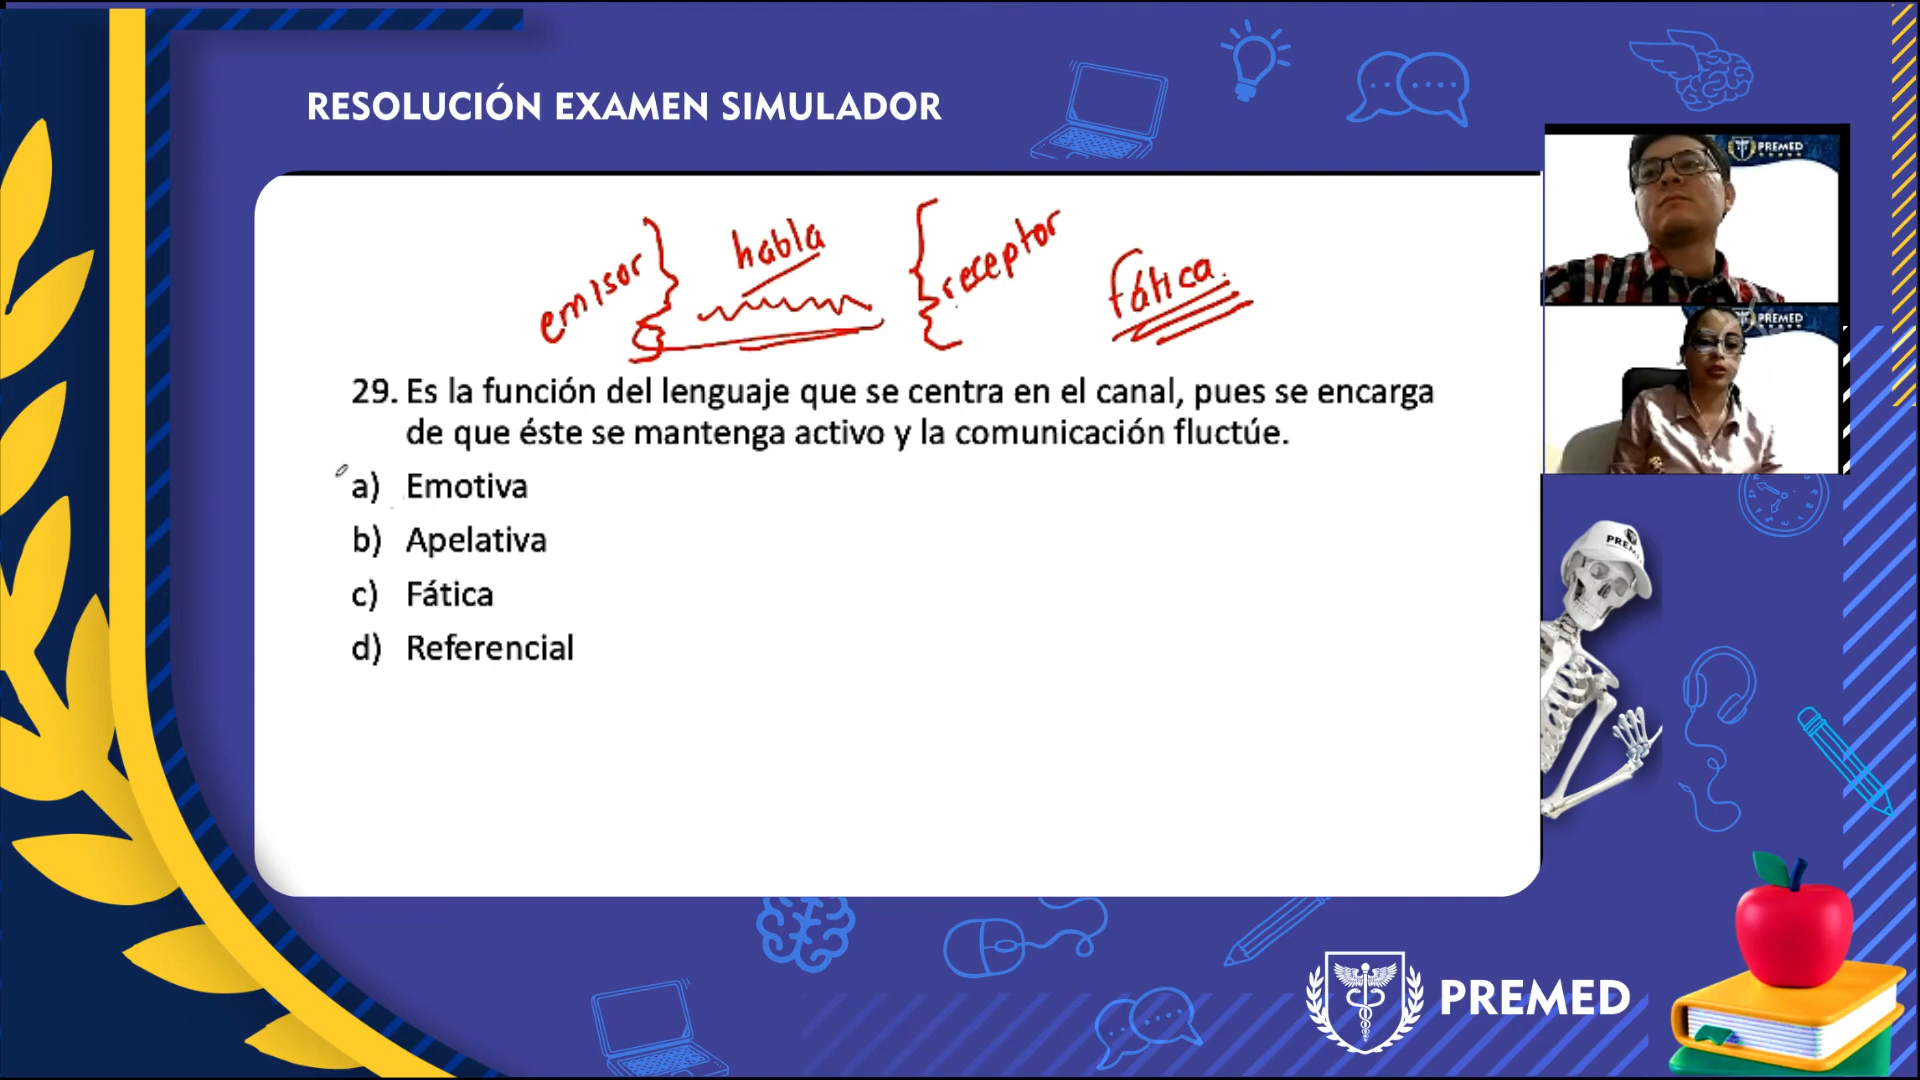 RESOLUCIÓN EXAMEN SIMULADOR
PREMED
emisor
habla
receptor
fática.
PREMED
29. Es la función del lenguaje que se centra en el canal, pues se encarga
de que éste se mantenga activo y la comunicación fluctúe.
a) Emotiva
b) Apelativa
c) Fática
d) Referencial
PREMED